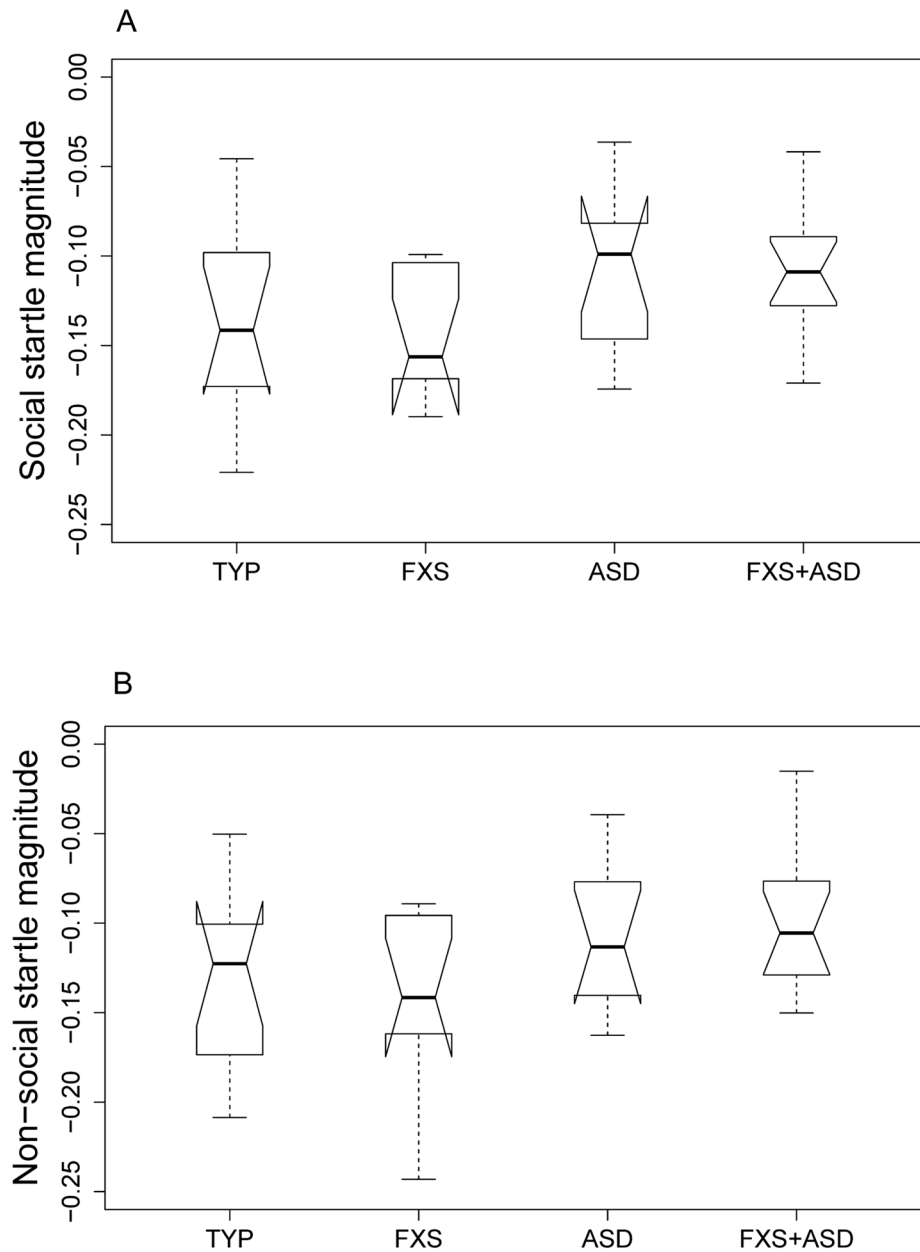 A
Social startle magnitude
0.00
−0.05
−0.10
−0.15
−0.20
−0.25
TYP FXS ASD FXS+ASD
B
Non−social startle magnitude
0.00
−0.05
−0.10
−0.15
−0.20
−0.25
TYP FXS ASD FXS+ASD